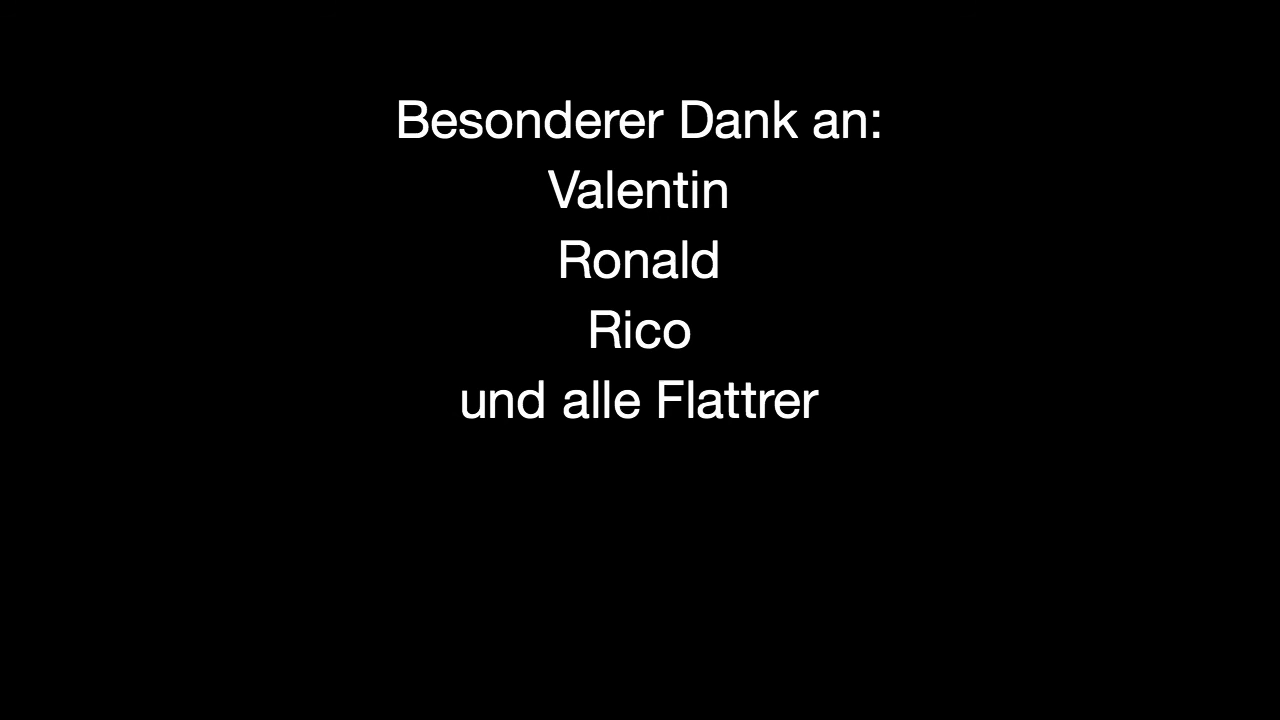 Besonderer Dank an:
Valentin
Ronald
Rico
und alle Flattrer